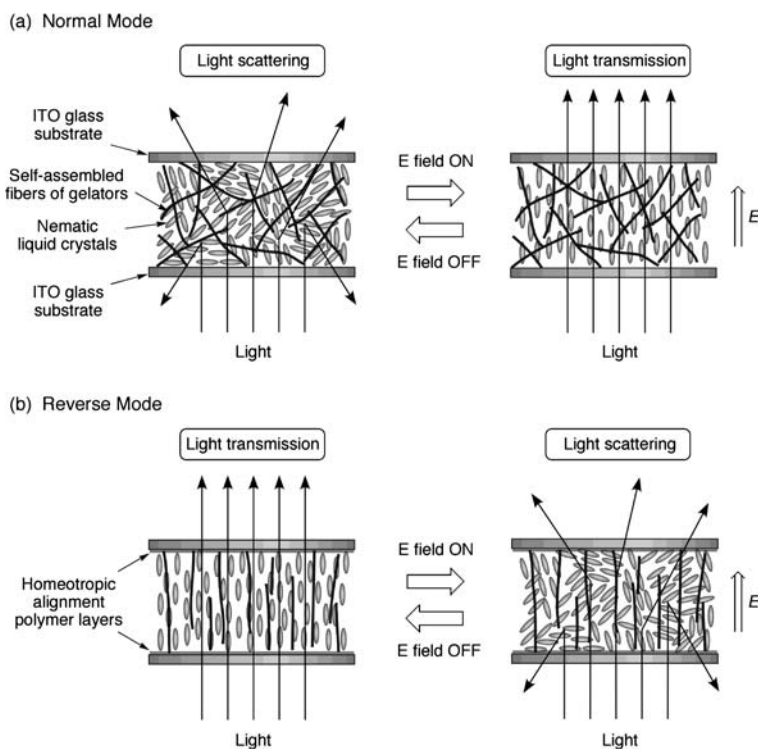 (a) Normal Mode
Light scattering
Light transmission
ITO glass
substrate
Self-assembled
fibers of gelators
Nematic
liquid crystals
ITO glass
substrate
E field ON
E field OFF
E
Light
Light
(b) Reverse Mode
Light transmission
Light scattering
Homeotropic
alignment
polymer layers
E field ON
E field OFF
E
Light
Light